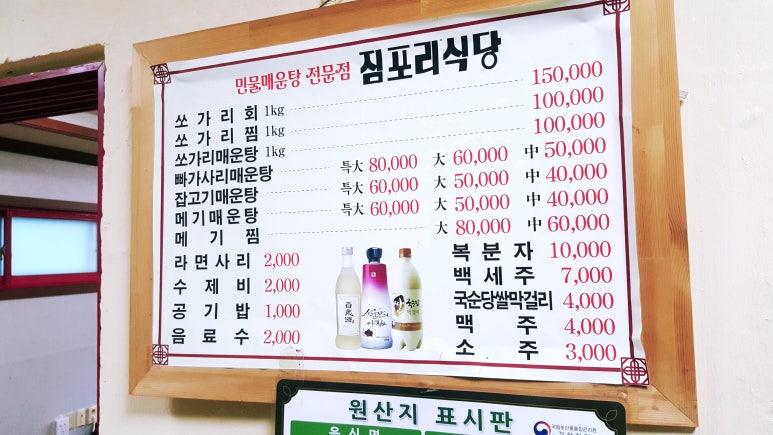 민물매운탕 전문점 짐포리식당
쏘가리회 1kg 150,000
쏘가리찜 1kg 100,000
쏘가리매운탕 1kg 100,000
빠가사리매운탕 특大 80,000 大 60,000 中 50,000
잡고기매운탕 특大 60,000 大 50,000 中 40,000
메기매운탕 특大 60,000 大 50,000 中 40,000
메기찜 大 80,000 中 60,000
라면사리 2,000
수제비 2,000
공기밥 1,000
음료수 2,000
복분자 10,000
백세주 7,000
국순당쌀막걸리 4,000
맥주 4,000
소주 3,000
원산지 표시판
음식명